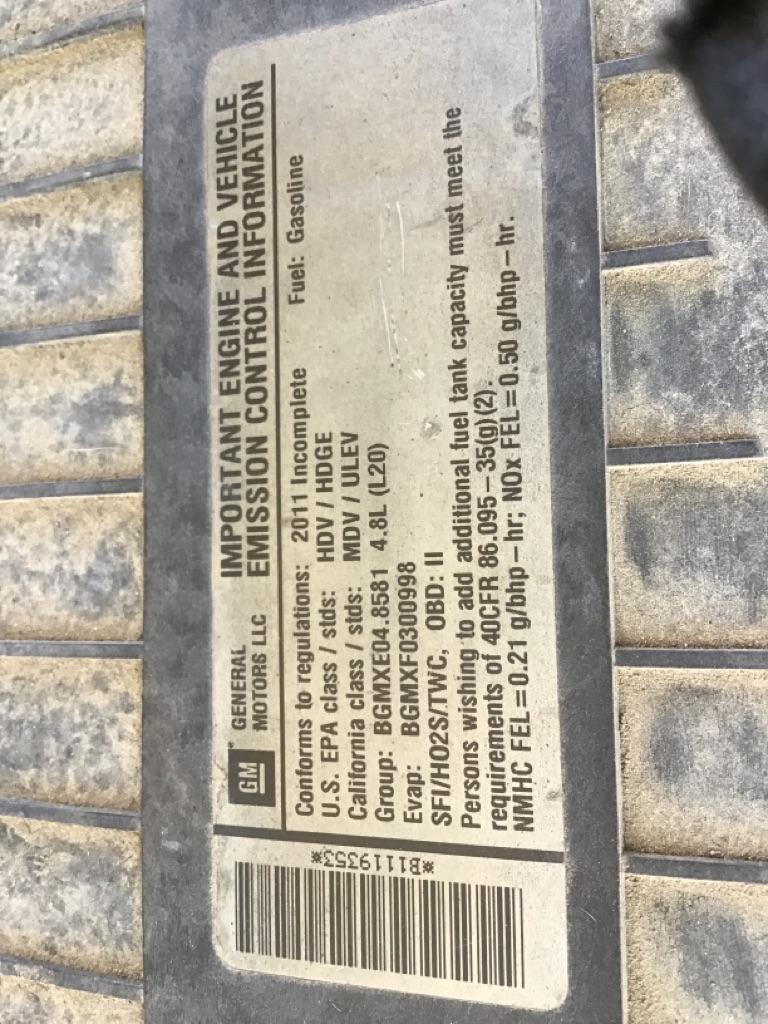 GM
GENERAL MOTORS LLC
IMPORTANT ENGINE AND VEHICLE
EMISSION CONTROL INFORMATION
Conforms to regulations: 2011 Incomplete Fuel: Gasoline
U.S. EPA class / stds: HDV / HDGE
California class / stds: MDV / ULEV
Group: BGMXE04.8581 4.8L (L20)
Evap: BGMXF0300998
SFI/HO2S/TWC, OBD: II
Persons wishing to add additional fuel tank capacity must meet the
requirements of 40CFR 86.095-35(g)(2).
NMHC FEL=0.21 g/bhp-hr; NOx FEL=0.50 g/bhp-hr.
*B1119353*